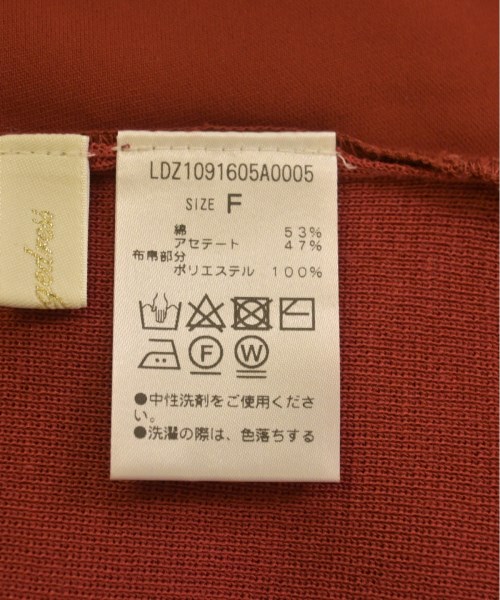 LDZ1091605A0005
SIZE F
綿 53%
アセテート 47%
布帛部分
ポリエステル 100%
F W
●中性洗剤をご使用くださ
い。
●洗濯の際は、色落ちする